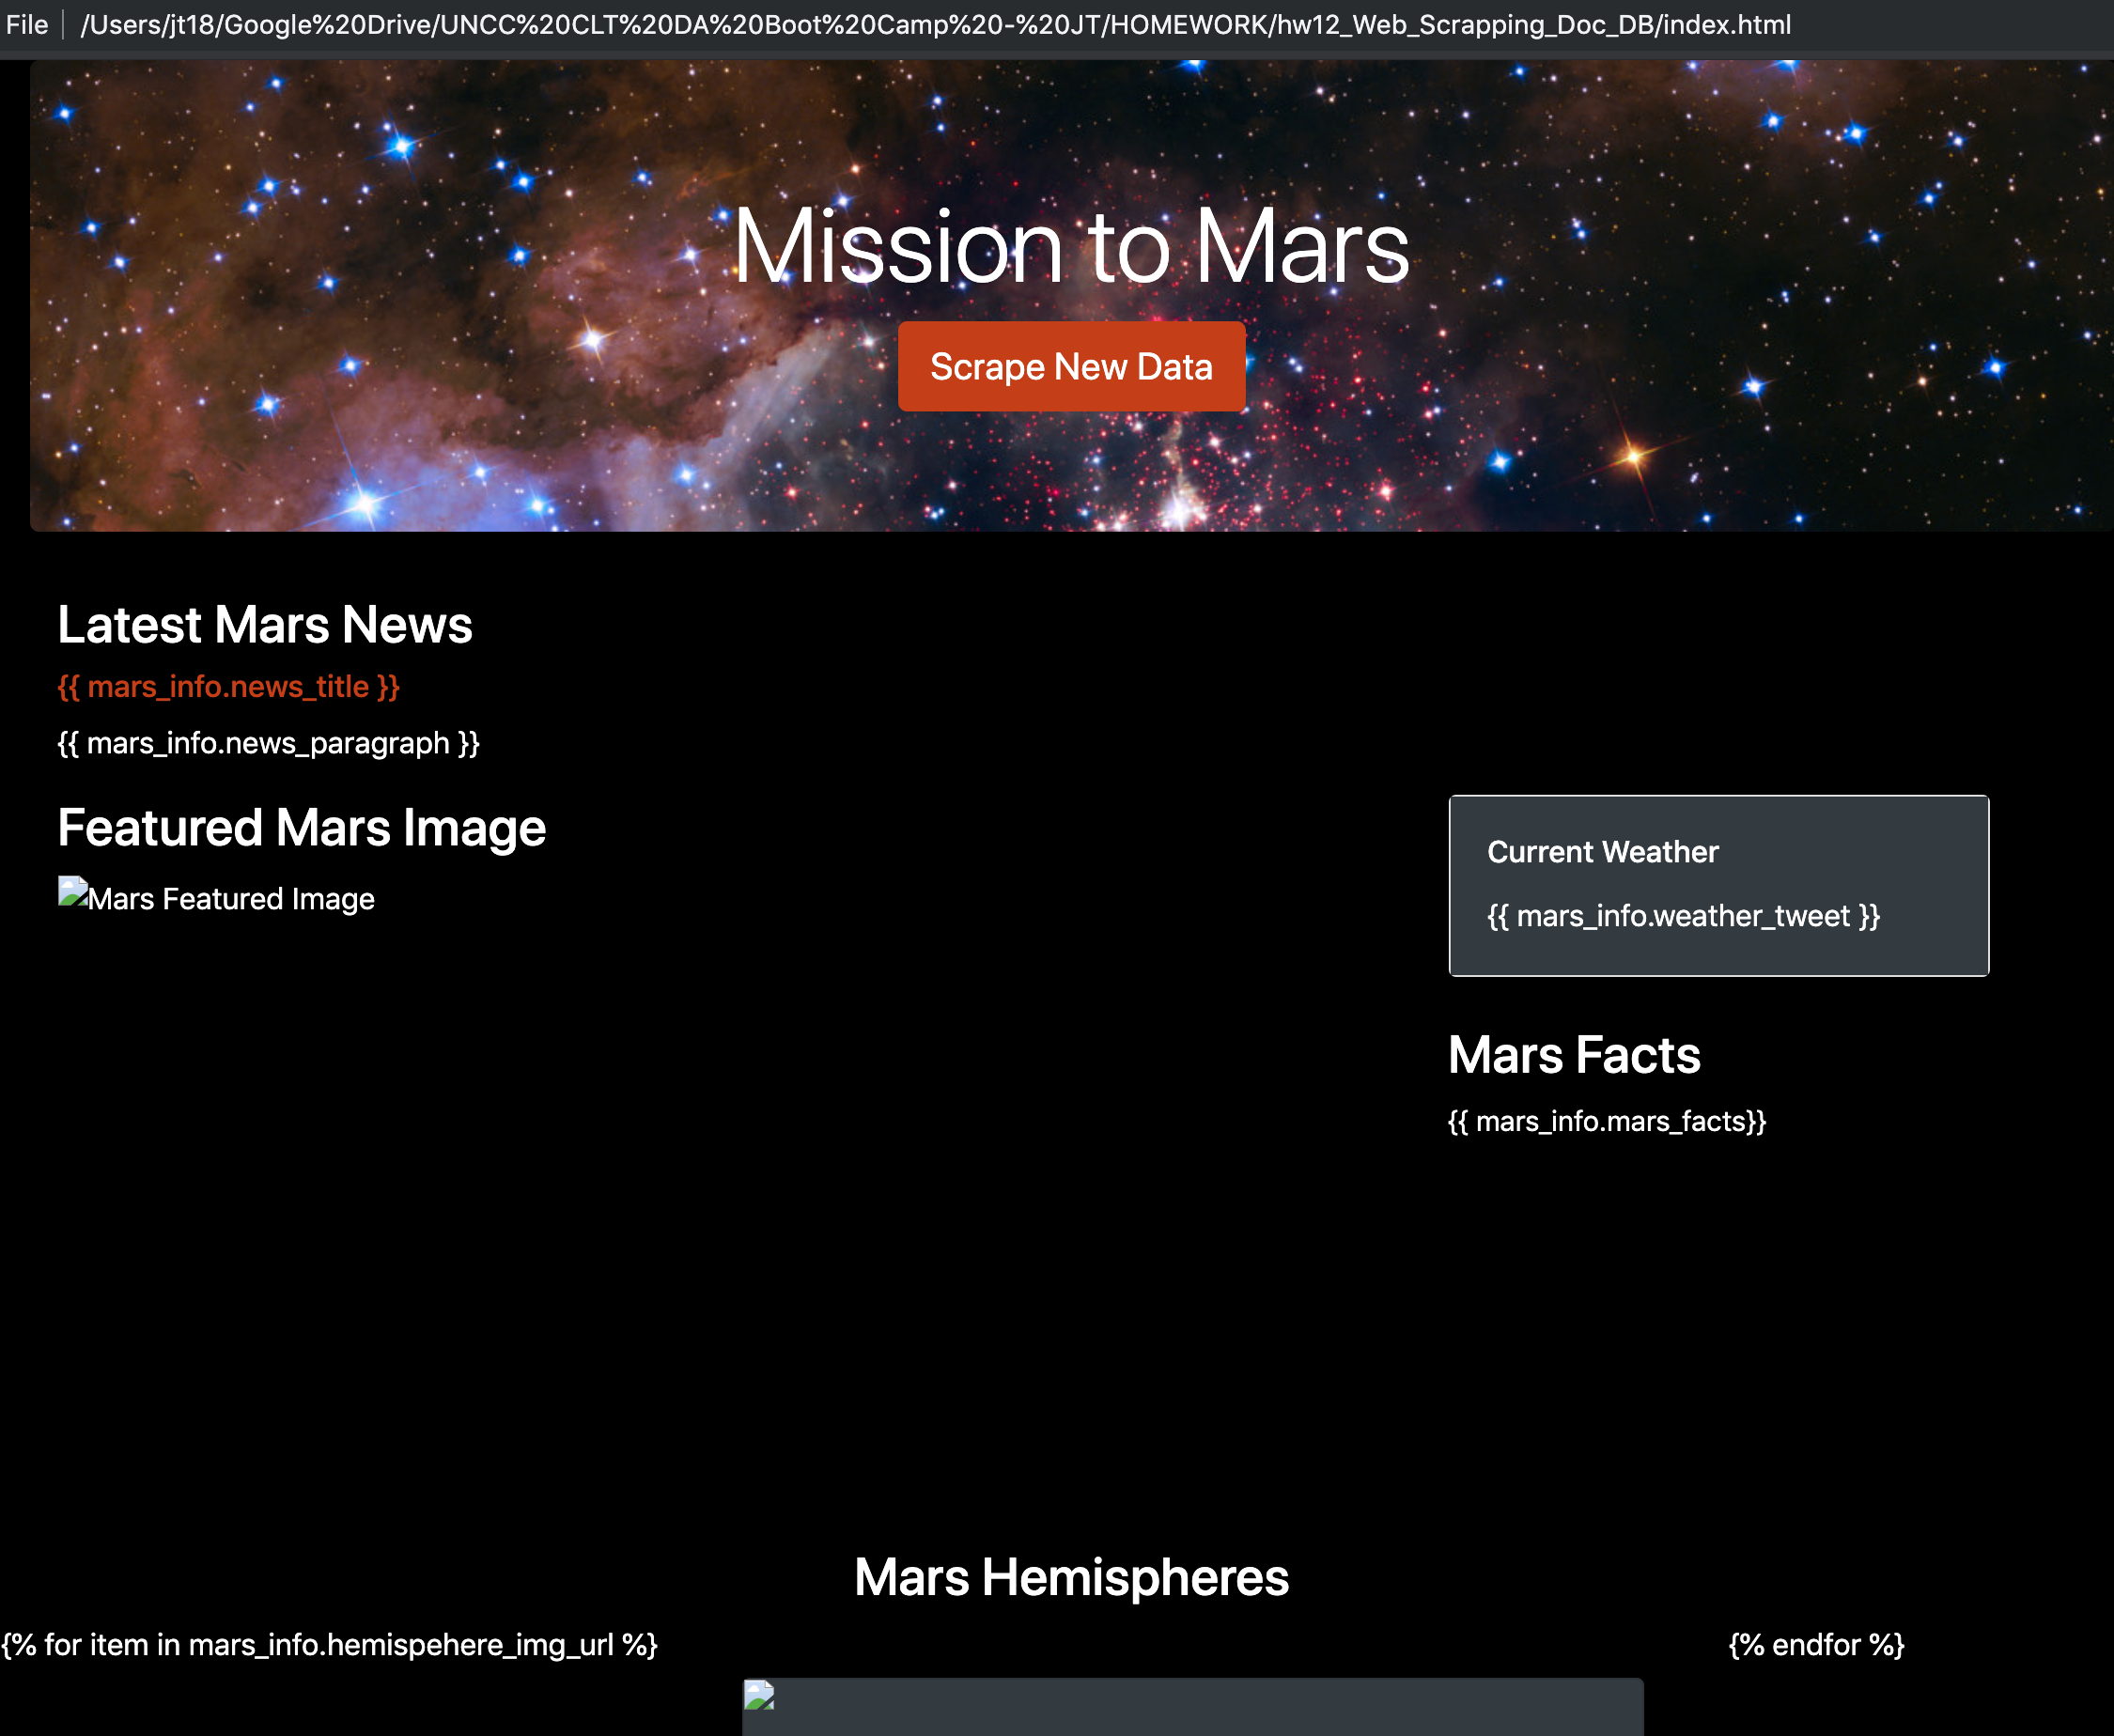 File | /Users/jt18/Google%20Drive/UNCC%20CLT%20DA%20Boot%20Camp%20-%20JT/HOMEWORK/hw12_Web_Scrapping_Doc_DB/index.html
Mission to Mars
Scrape New Data
Latest Mars News
{{ mars_info.news_title }}
{{ mars_info.news_paragraph }}
Featured Mars Image
Mars Featured Image
Current Weather
{{ mars_info.weather_tweet }}
Mars Facts
{{ mars_info.mars_facts}}
Mars Hemispheres
{% for item in mars_info.hemispehere_img_url %}
{% endfor %}